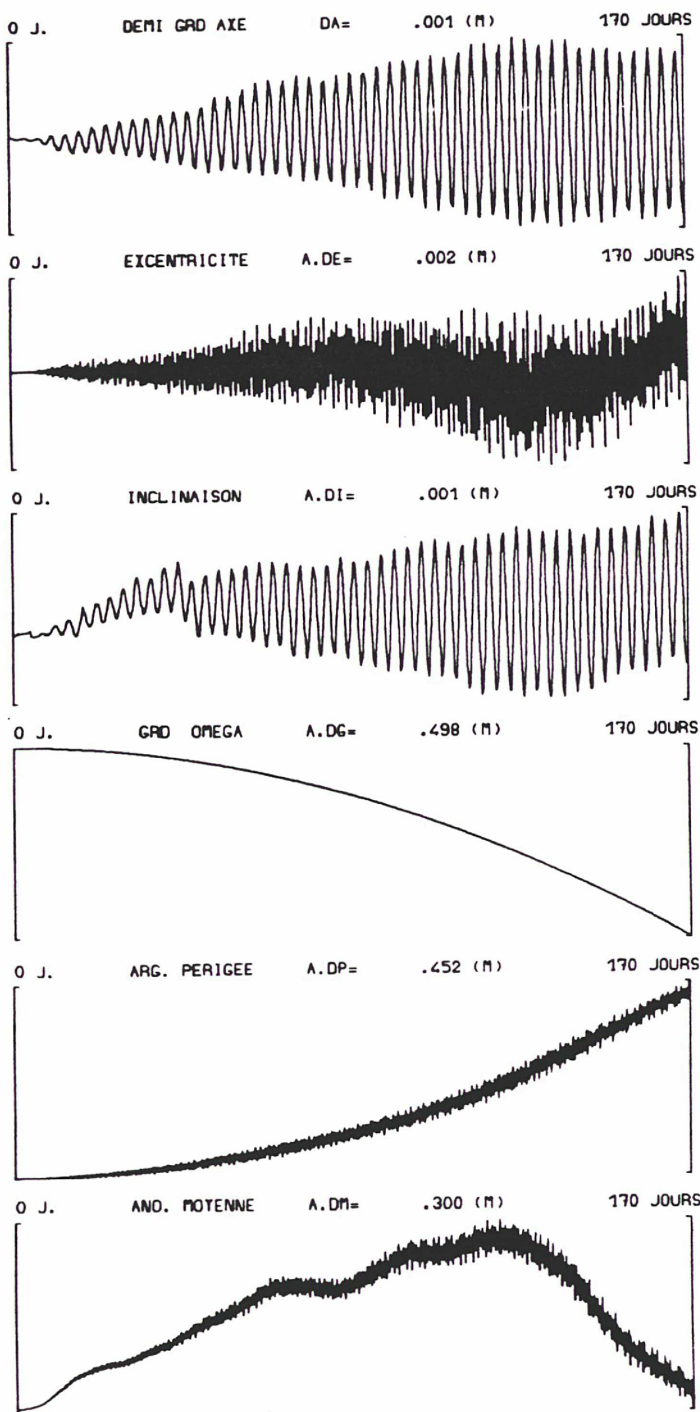 0 J. DEMI GRD AXE DA= .001 (M) 170 JOURS
0 J. EXCENTRICITE A.DE= .002 (M) 170 JOURS
0 J. INCLINAISON A.DI= .001 (M) 170 JOURS
0 J. GRD OMEGA A.DG= .498 (M) 170 JOURS
0 J. ARG. PERIGEE A.DP= .452 (M) 170 JOURS
0 J. ANO. MOYENNE A.DM= .300 (M) 170 JOURS